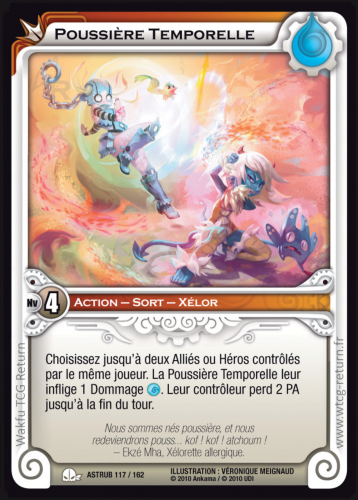 Poussière Temporelle
Nv 4
Action – Sort – Xélor
Choisissez jusqu'à deux Alliés ou Héros contrôlés
par le même joueur. La Poussière Temporelle leur
inflige 1 Dommage . Leur contrôleur perd 2 PA
jusqu'à la fin du tour.
Nous sommes nés poussière, et nous
redeviendrons pouss... kof ! kof ! atchoum !
– Ekzé Mha, Xélorette allergique.
ASTRUB 117 / 162
ILLUSTRATION : VÉRONIQUE MEIGNAUD
© 2010 Ankama / © 2010 UDI
Wakfu TCG Return
www.wtcg-return.fr